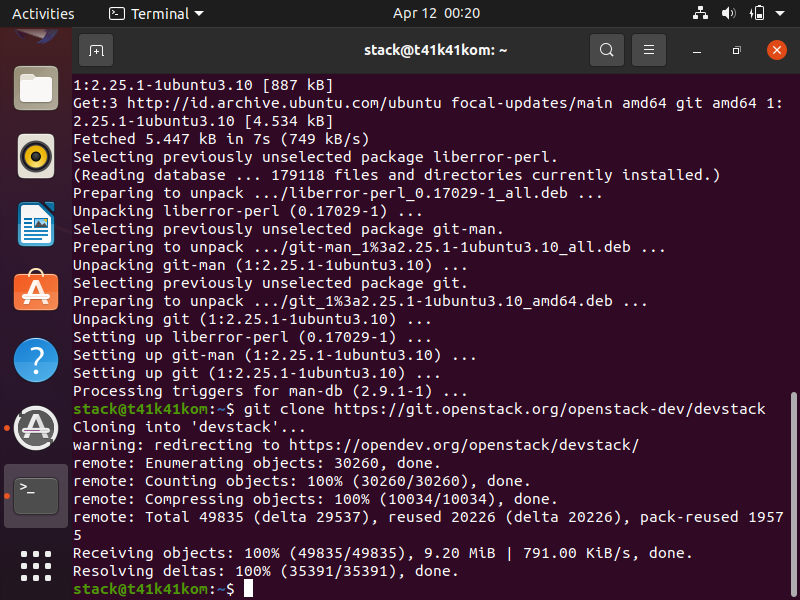 Activities Terminal Apr 12 00:20
stack@t41k41kom: ~
1:2.25.1-1ubuntu3.10 [887 kB]
Get:3 http://id.archive.ubuntu.com/ubuntu focal-updates/main amd64 git amd64 1:
2.25.1-1ubuntu3.10 [4.534 kB]
Fetched 5.447 kB in 7s (749 kB/s)
Selecting previously unselected package liberror-perl.
(Reading database ... 179118 files and directories currently installed.)
Preparing to unpack .../liberror-perl_0.17029-1_all.deb ...
Unpacking liberror-perl (0.17029-1) ...
Selecting previously unselected package git-man.
Preparing to unpack .../git-man_1%3a2.25.1-1ubuntu3.10_all.deb ...
Unpacking git-man (1:2.25.1-1ubuntu3.10) ...
Selecting previously unselected package git.
Preparing to unpack .../git_1%3a2.25.1-1ubuntu3.10_amd64.deb ...
Unpacking git (1:2.25.1-1ubuntu3.10) ...
Setting up liberror-perl (0.17029-1) ...
Setting up git-man (1:2.25.1-1ubuntu3.10) ...
Setting up git (1:2.25.1-1ubuntu3.10) ...
Processing triggers for man-db (2.9.1-1) ...
stack@t41k41kom:~$ git clone https://git.openstack.org/openstack-dev/devstack
Cloning into 'devstack'...
warning: redirecting to https://opendev.org/openstack/devstack/
remote: Enumerating objects: 30260, done.
remote: Counting objects: 100% (30260/30260), done.
remote: Compressing objects: 100% (10034/10034), done.
remote: Total 49835 (delta 29537), reused 20226 (delta 20226), pack-reused 1957
5
Receiving objects: 100% (49835/49835), 9.20 MiB | 791.00 KiB/s, done.
Resolving deltas: 100% (35391/35391), done.
stack@t41k41kom:~$